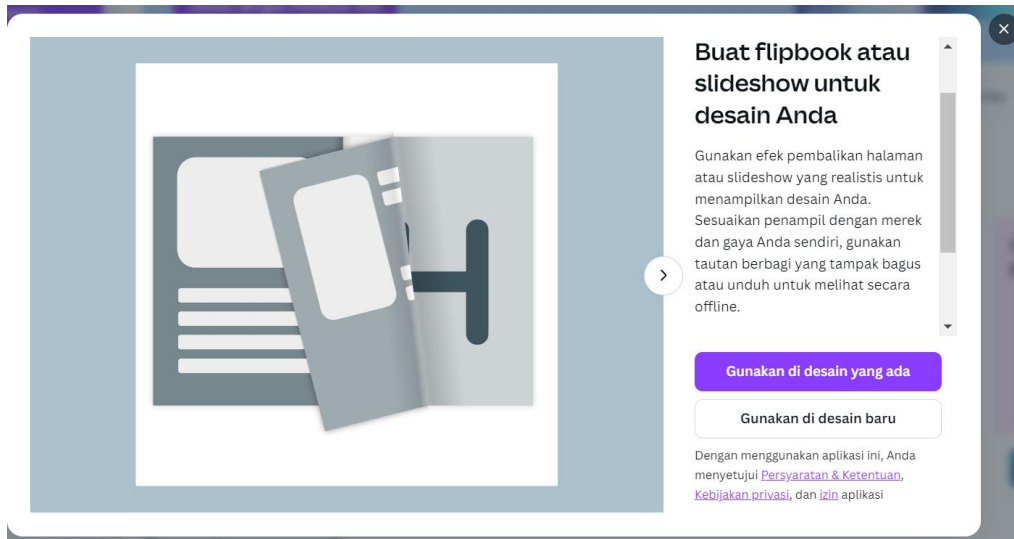 Buat flipbook atau
slideshow untuk
desain Anda
Gunakan efek pembalikan halaman
atau slideshow yang realistis untuk
menampilkan desain Anda.
Sesuaikan penampil dengan merek
dan gaya Anda sendiri, gunakan
tautan berbagi yang tampak bagus
atau unduh untuk melihat secara
offline.
Gunakan di desain yang ada
Gunakan di desain baru
Dengan menggunakan aplikasi ini, Anda
menyetujui Persyaratan & Ketentuan,
Kebijakan privasi, dan izin aplikasi